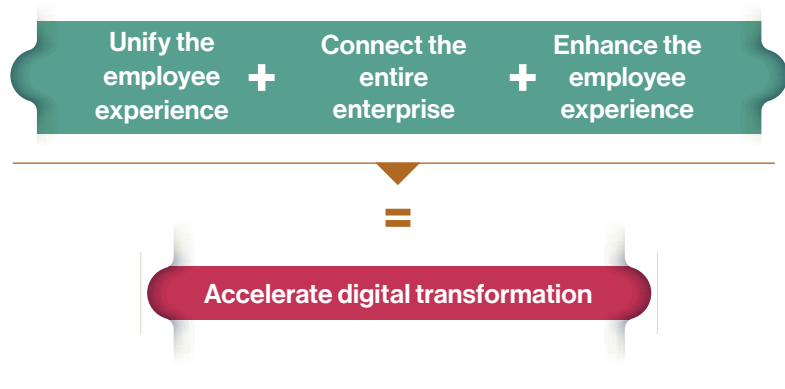 Unify the
employee
experience
+
Connect the
entire
enterprise
+
Enhance the
employee
experience
=
Accelerate digital transformation